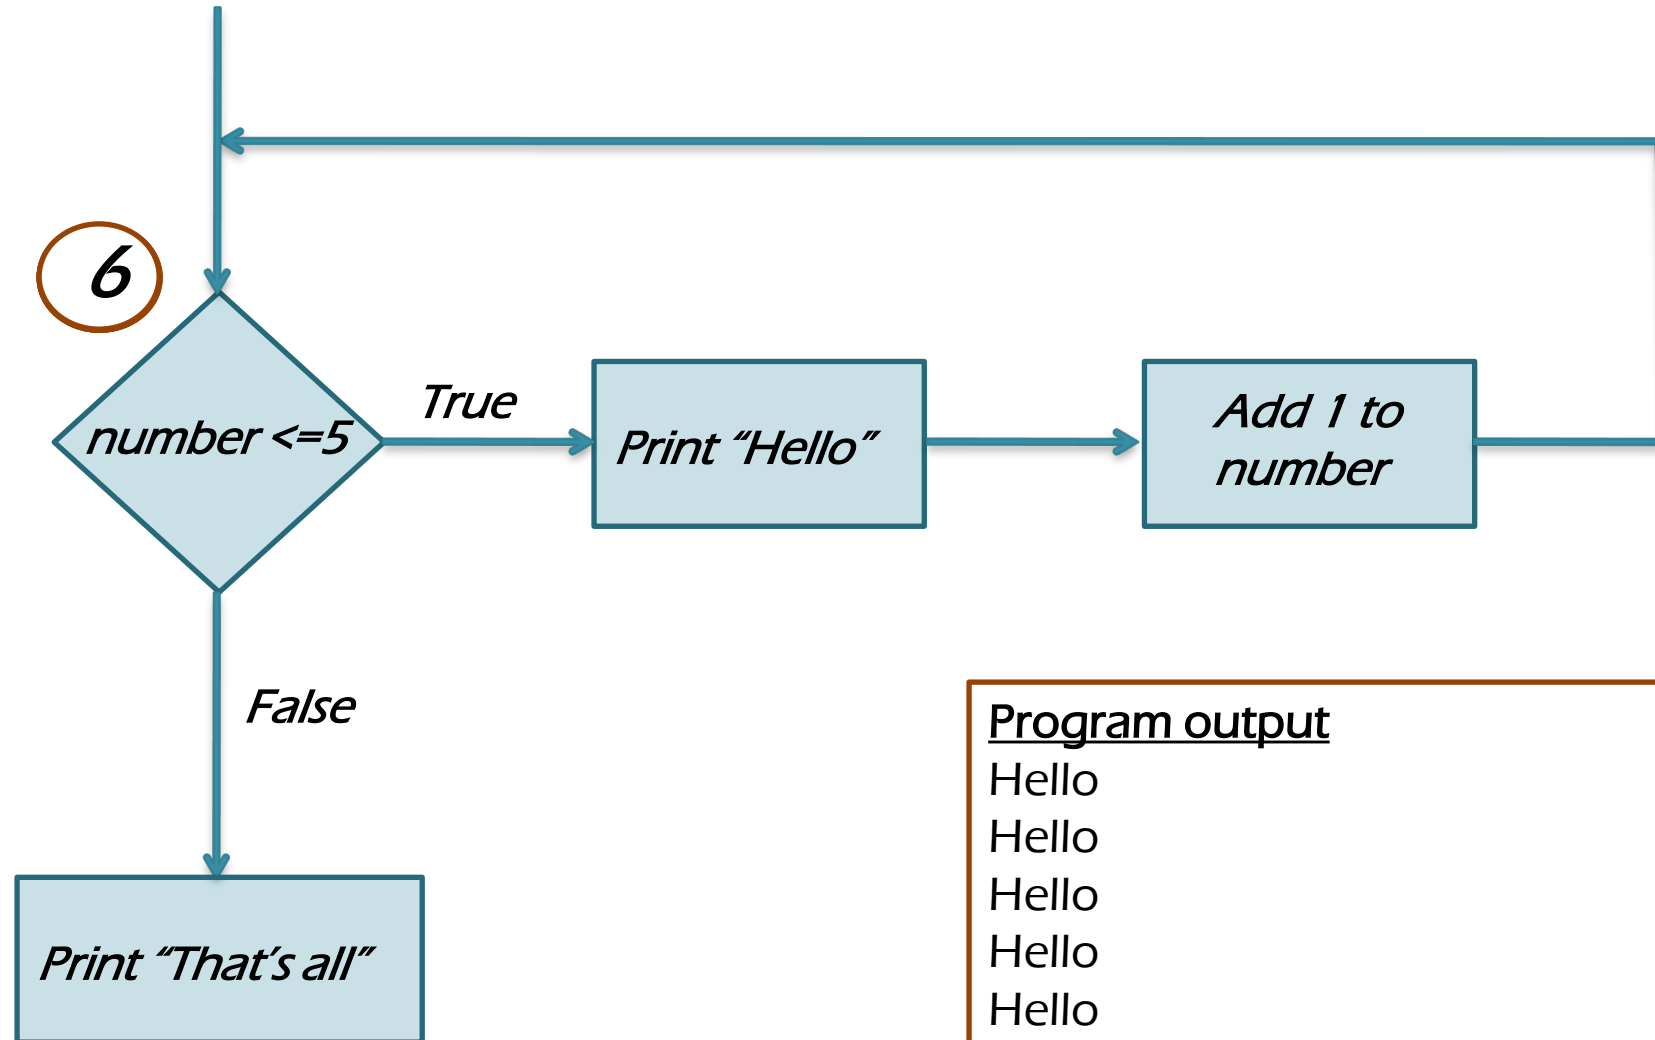 6
number <=5
True
Print “Hello”
Add 1 to
number
False
Print “That’s all”
Program output
Hello
Hello
Hello
Hello
Hello